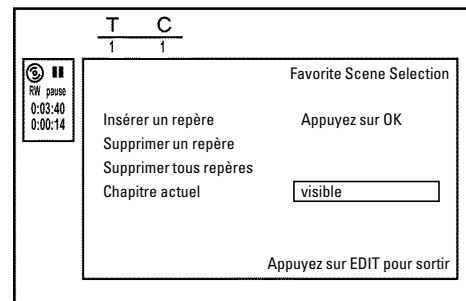 T C
1 1
RW pause
0:03:40
0:00:14
Favorite Scene Selection
Insérer un repère Appuyez sur OK
Supprimer un repère
Supprimer tous repères
Chapitre actuel visible
Appuyez sur EDIT pour sortir